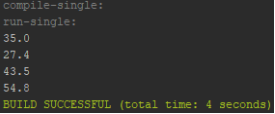 compile-single:
run-single:
35.0
27.4
43.5
54.8
BUILD SUCCESSFUL (total time: 4 seconds)